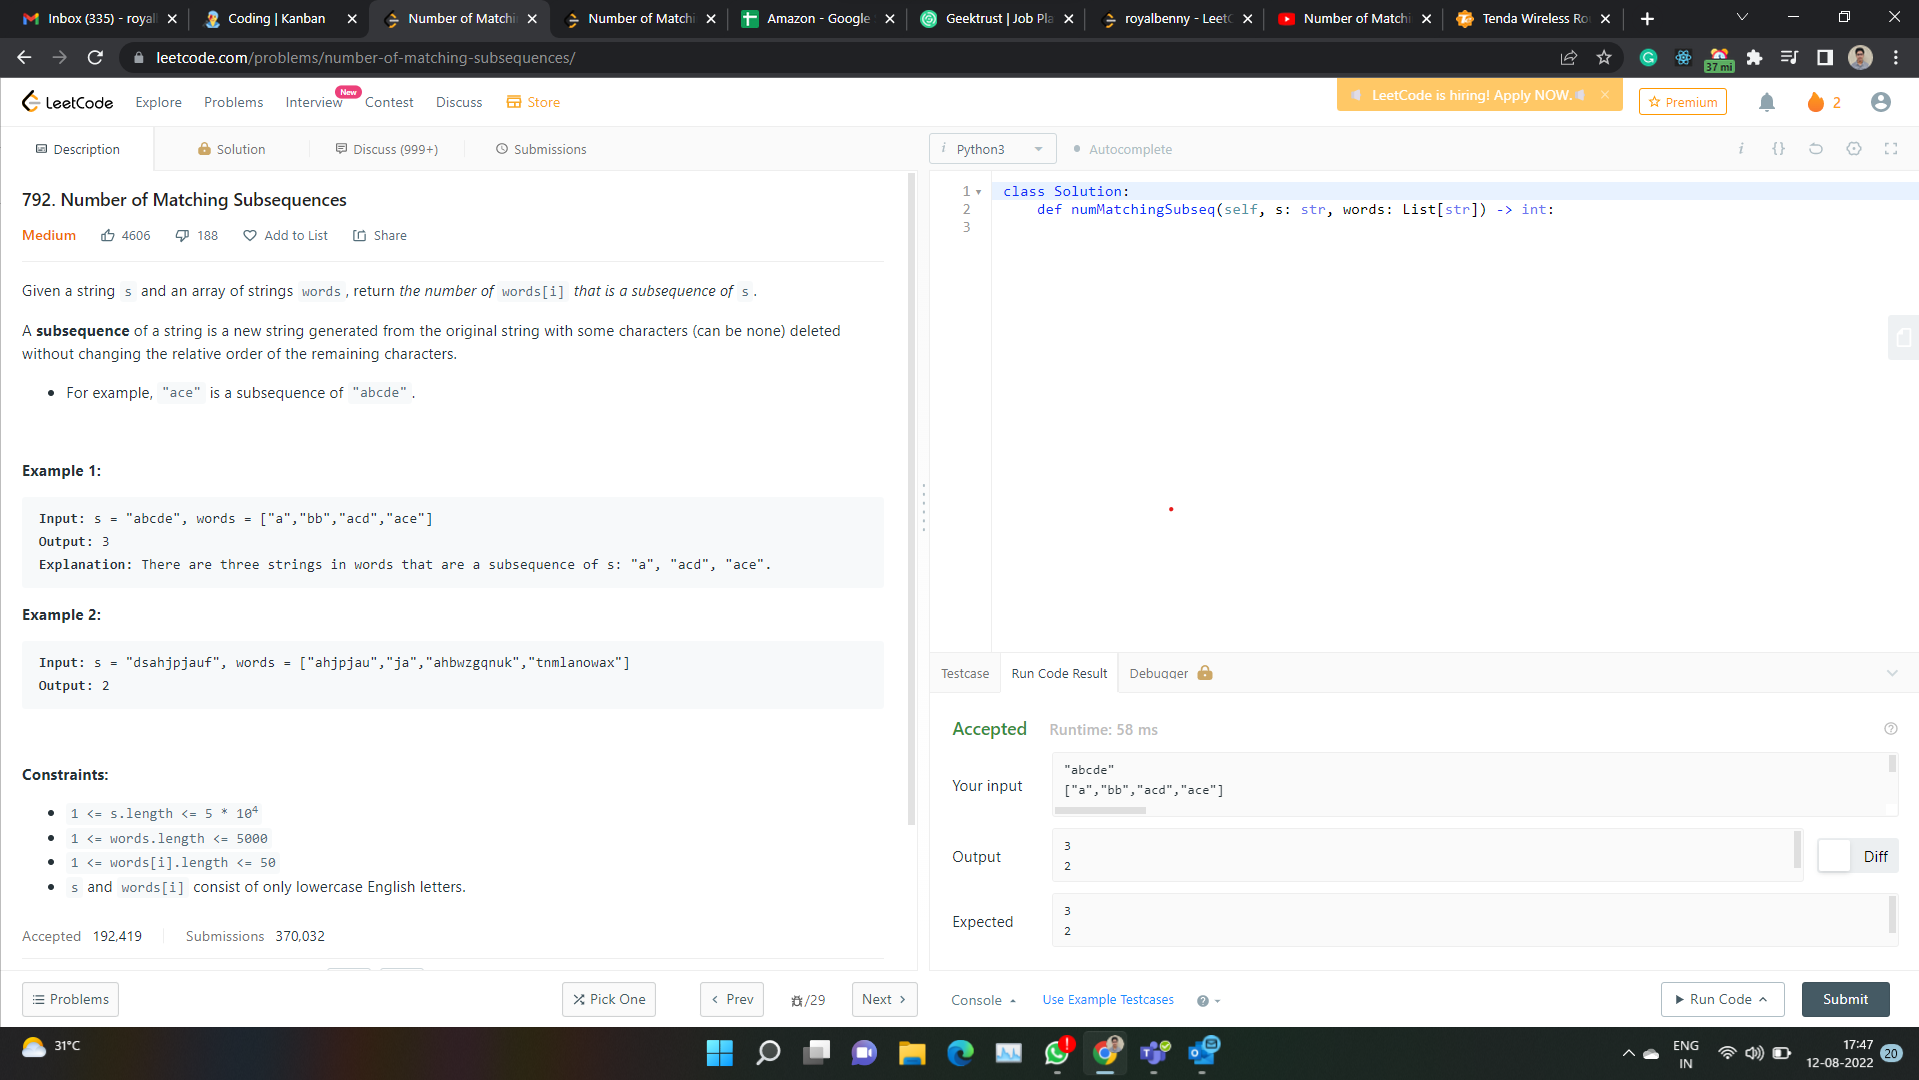 Inbox (335) - royal
Coding | Kanban
Number of Matchi
Number of Matchi
Amazon - Google
Geektrust | Job Pla
royalbenny - LeetC
Number of Matchi
Tenda Wireless Ro
leetcode.com/problems/number-of-matching-subsequences/
37 mi
LeetCode
Explore
Problems
Interview
New
Contest
Discuss
Store
LeetCode is hiring! Apply NOW.
Premium
2
Description
Solution
Discuss (999+)
Submissions
i Python3
Autocomplete
792. Number of Matching Subsequences
Medium 4606 188 Add to List Share
Given a string s and an array of strings words, return the number of words[i] that is a subsequence of s.
A subsequence of a string is a new string generated from the original string with some characters (can be none) deleted
without changing the relative order of the remaining characters.
• For example, "ace" is a subsequence of "abcde".
Example 1:
Input: s = "abcde", words = ["a","bb","acd","ace"]
Output: 3
Explanation: There are three strings in words that are a subsequence of s: "a", "acd", "ace".
Example 2:
Input: s = "dsahjpjauf", words = ["ahjpjau","ja","ahbwzgqnuk","tnmlanowax"]
Output: 2
Constraints:
• 1 <= s.length <= 5 * 10⁴
• 1 <= words.length <= 5000
• 1 <= words[i].length <= 50
• s and words[i] consist of only lowercase English letters.
Accepted 192,419 Submissions 370,032
Problems
Pick One
< Prev
/29
Next >
1 class Solution:
2 def numMatchingSubseq(self, s: str, words: List[str]) -> int:
3
Testcase
Run Code Result
Debugger
Accepted Runtime: 58 ms
Your input
"abcde"
["a","bb","acd","ace"]
Output
3
2
Diff
Expected
3
2
Console
Use Example Testcases
Run Code
Submit
31°C
ENG
IN
17:47
12-08-2022
20